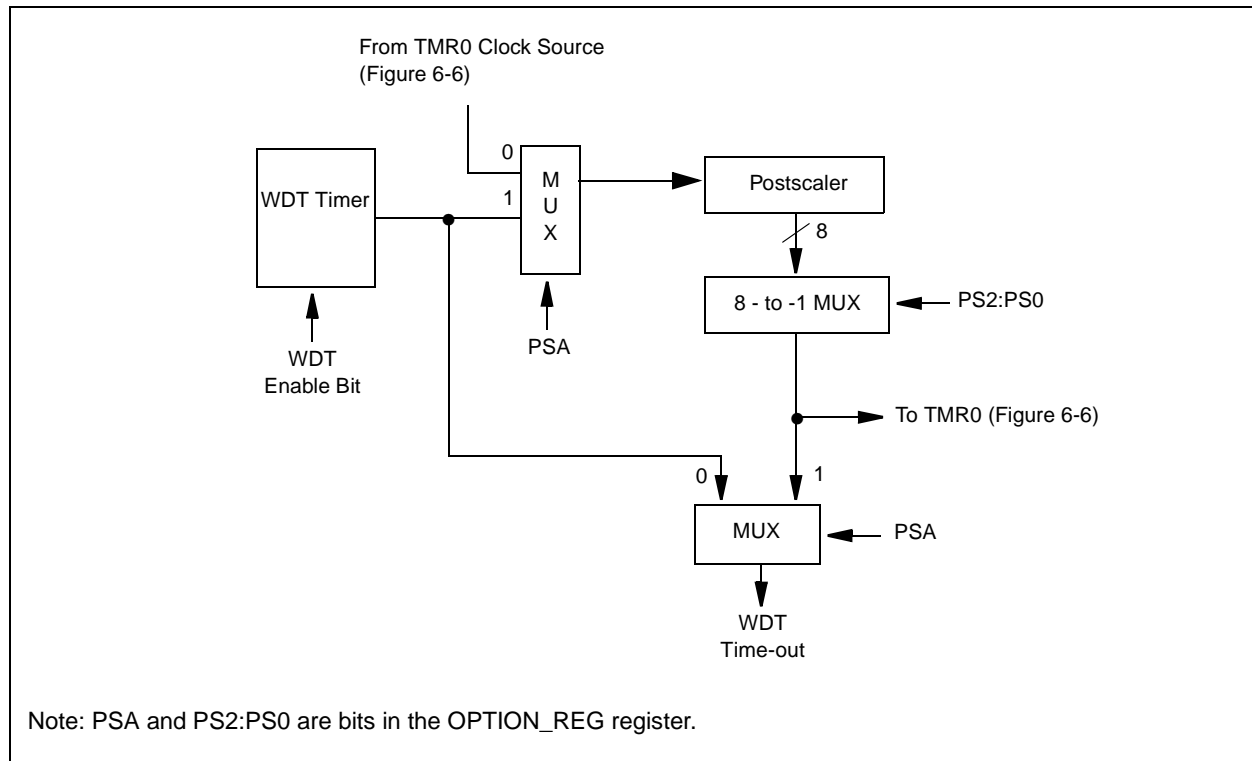 From TMR0 Clock Source
(Figure 6-6)
0
1
M
U
X
WDT Timer
Postscaler
8
8 - to -1 MUX
PS2:PS0
PSA
WDT
Enable Bit
To TMR0 (Figure 6-6)
0
1
MUX
PSA
WDT
Time-out
Note: PSA and PS2:PS0 are bits in the OPTION_REG register.